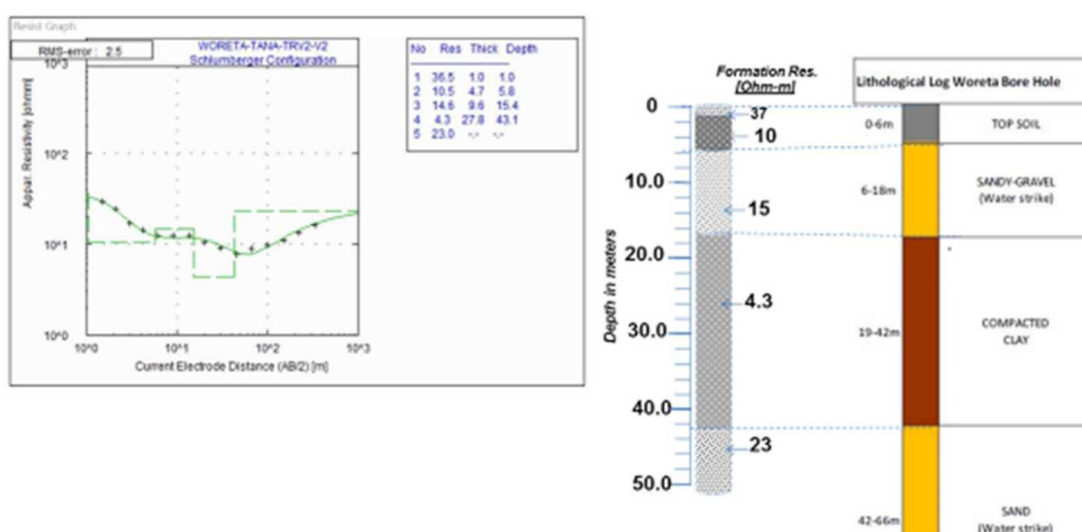 Resist Graph
RMS-error : 2.5
WORETA-TANA-TRV2-V2
Schlumberger Configuration
10^3
10^2
10^1
10^0
Appar. Resistivity [ohmm]
10^0 10^1 10^2 10^3
Current Electrode Distance (AB/2) [m]
No Res Thick Depth
1 36.5 1.0 1.0
2 10.5 4.7 5.8
3 14.6 9.6 15.4
4 4.3 27.8 43.1
5 23.0 -.- -.-
Formation Res.
[Ohm-m]
Lithological Log Woreta Bore Hole
Depth in meters
0
10.0
20.0
30.0
40.0
50.0
37
10
15
4.3
23
0-6m TOP SOIL
6-18m SANDY-GRAVEL
(Water strike)
19-42m COMPACTED
CLAY
42-66m SAND
(Water strike)